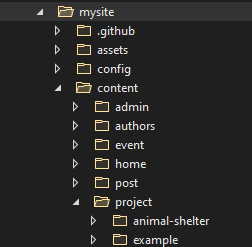 mysite
.github
assets
config
content
admin
authors
event
home
post
project
animal-shelter
example